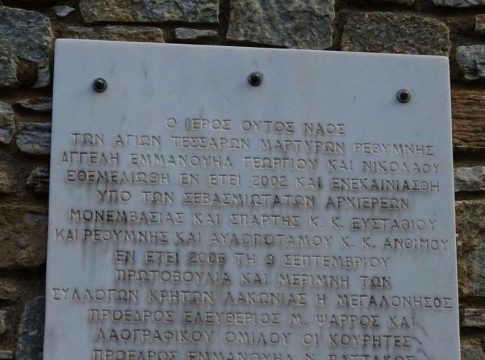 Ο ΙΕΡΟΣ ΟΥΤΟΣ ΝΑΟΣ
ΤΩΝ ΑΓΙΩΝ ΤΕΣΣΑΡΩΝ ΜΑΡΤΥΡΩΝ ΡΕΘΥΜΝΗΣ
ΑΓΓΕΛΗ ΕΜΜΑΝΟΥΗΛ ΓΕΩΡΓΙΟΥ ΚΑΙ ΝΙΚΟΛΑΟΥ
ΕΘΕΜΕΛΙΩΘΗ ΕΝ ΕΤΕΙ 2002 ΚΑΙ ΕΝΕΚΑΙΝΙΑΣΘΗ
ΥΠΟ ΤΩΝ ΣΕΒΑΣΜΙΩΤΑΤΩΝ ΑΡΧΙΕΡΕΩΝ
ΜΟΝΕΜΒΑΣΙΑΣ ΚΑΙ ΣΠΑΡΤΗΣ Κ. Κ. ΕΥΣΤΑΘΙΟΥ
ΚΑΙ ΡΕΘΥΜΝΗΣ ΚΑΙ ΑΥΛΟΠΟΤΑΜΟΥ Κ. Κ. ΑΝΘΙΜΟΥ
ΕΝ ΕΤΕΙ 2006 ΤΗ 9 ΣΕΠΤΕΜΒΡΙΟΥ
ΠΡΩΤΟΒΟΥΛΙΑ ΚΑΙ ΜΕΡΙΜΝΗ ΤΩΝ
ΣΥΛΛΟΓΩΝ ΚΡΗΤΩΝ ΛΑΚΩΝΙΑΣ Η ΜΕΓΑΛΟΝΗΣΟΣ
ΠΡΟΕΔΡΟΣ ΕΛΕΥΘΕΡΙΟΣ Μ. ΨΑΡΡΟΣ ΚΑΙ
ΛΑΟΓΡΑΦΙΚΟΥ ΟΜΙΛΟΥ ΟΙ ΚΟΥΡΗΤΕΣ
ΠΡΟΕΔΡΟΣ ΕΜΜΑΝΟΥΗΛ Ν.